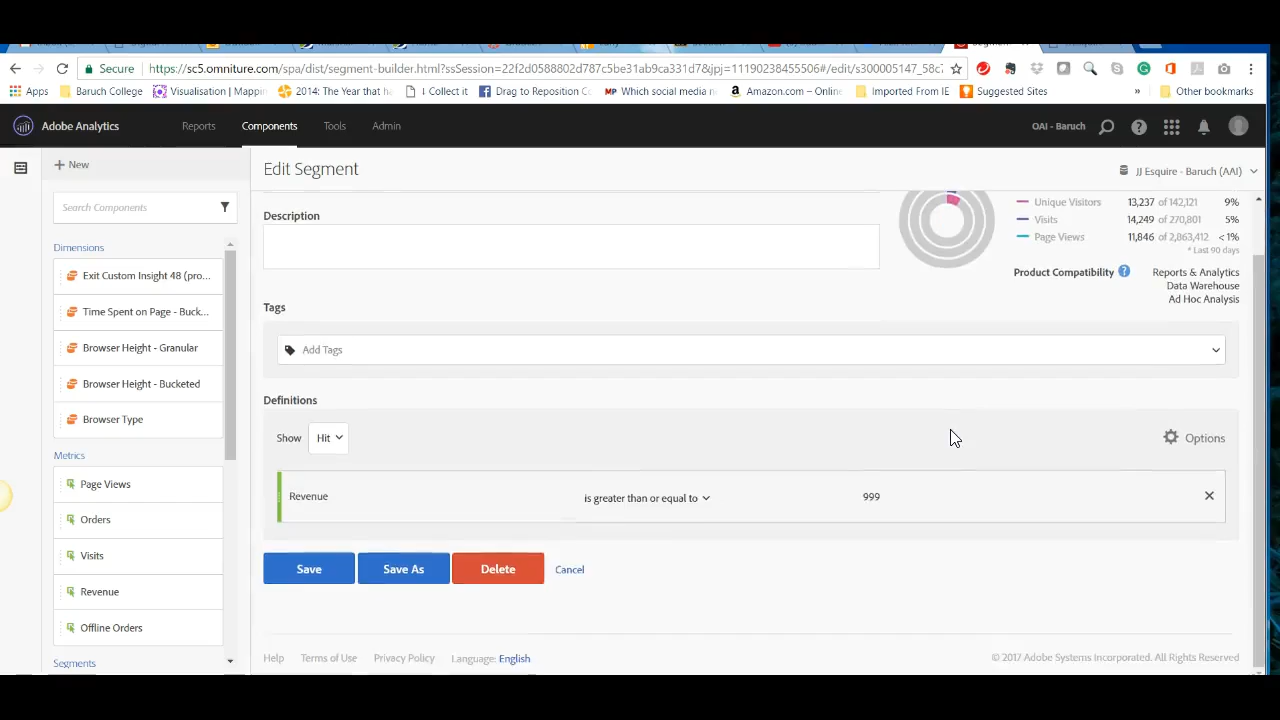 Secure
https://sc5.omniture.com/spa/dist/segment-builder.html?ssSession=22f2d0588802d787c5be31ab9ca331d7&jpj=11190238455506#/edit/s300005147_58c7
Apps Baruch College Visualisation | Mappin 2014: The Year that ha I Collect it Drag to Reposition Co Which social media n Amazon.com – Online Imported From IE Suggested Sites » Other bookmarks
Adobe Analytics Reports Components Tools Admin OAI - Baruch
+ New
Edit Segment
JJ Esquire - Baruch (AAI)
Search Components
Description
Unique Visitors 13,237 of 142,121 9%
Visits 14,249 of 270,801 5%
Page Views 11,846 of 2,863,412 <1%
* Last 90 days
Product Compatibility ? Reports & Analytics
Data Warehouse
Ad Hoc Analysis
Dimensions
Exit Custom Insight 48 (pro...
Time Spent on Page - Buck...
Browser Height - Granular
Browser Height - Bucketed
Browser Type
Metrics
Page Views
Orders
Visits
Revenue
Offline Orders
Segments
Tags
Add Tags
Definitions
Show Hit Options
Revenue is greater than or equal to 999
Save Save As Delete Cancel
Help Terms of Use Privacy Policy Language: English © 2017 Adobe Systems Incorporated. All Rights Reserved